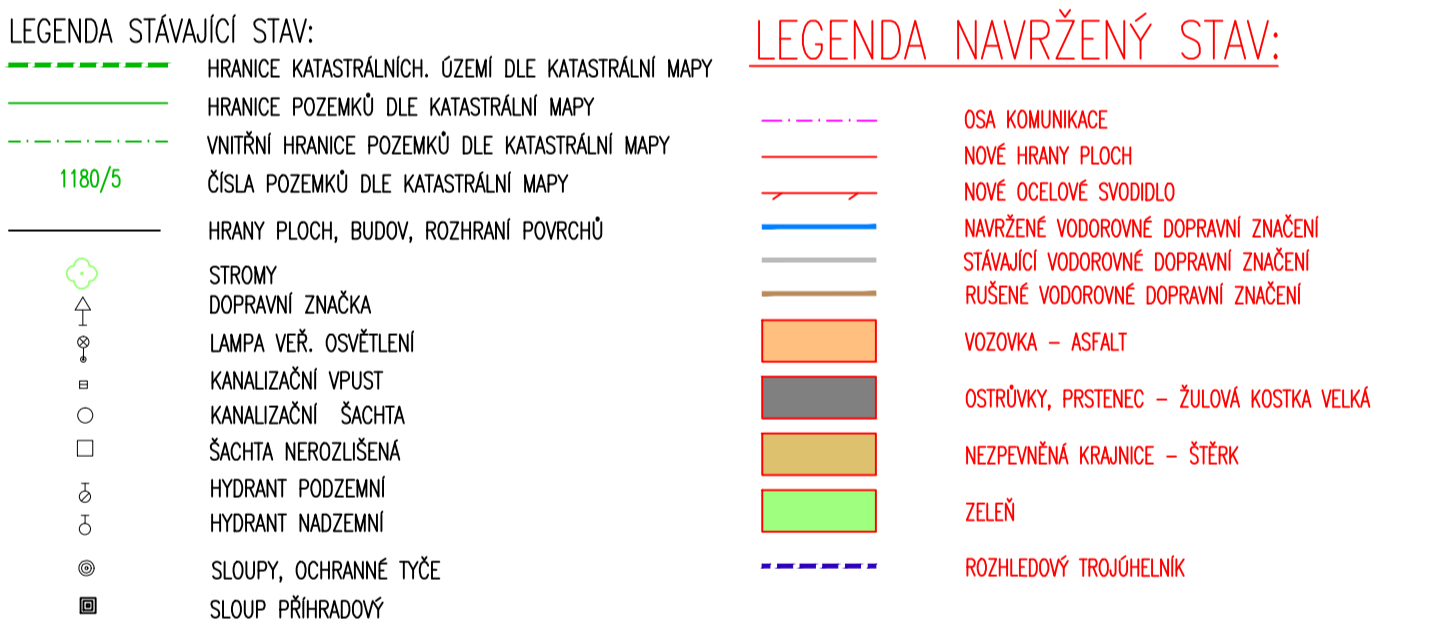 LEGENDA STÁVAJÍCÍ STAV:
HRANICE KATASTRÁLNÍCH. ÚZEMÍ DLE KATASTRÁLNÍ MAPY
HRANICE POZEMKŮ DLE KATASTRÁLNÍ MAPY
VNITŘNÍ HRANICE POZEMKŮ DLE KATASTRÁLNÍ MAPY
1180/5 ČÍSLA POZEMKŮ DLE KATASTRÁLNÍ MAPY
HRANY PLOCH, BUDOV, ROZHRANÍ POVRCHŮ
STROMY
DOPRAVNÍ ZNAČKA
LAMPA VEŘ. OSVĚTLENÍ
KANALIZAČNÍ VPUST
KANALIZAČNÍ ŠACHTA
ŠACHTA NEROZLIŠENÁ
HYDRANT PODZEMNÍ
HYDRANT NADZEMNÍ
SLOUPY, OCHRANNÉ TYČE
SLOUP PŘÍHRADOVÝ
LEGENDA NAVRŽENÝ STAV:
OSA KOMUNIKACE
NOVÉ HRANY PLOCH
NOVÉ OCELOVÉ SVODIDLO
NAVRŽENÉ VODOROVNÉ DOPRAVNÍ ZNAČENÍ
STÁVAJÍCÍ VODOROVNÉ DOPRAVNÍ ZNAČENÍ
RUŠENÉ VODOROVNÉ DOPRAVNÍ ZNAČENÍ
VOZOVKA – ASFALT
OSTRŮVKY, PRSTENEC – ŽULOVÁ KOSTKA VELKÁ
NEZPEVNĚNÁ KRAJNICE – ŠTĚRK
ZELEŇ
ROZHLEDOVÝ TROJÚHELNÍK